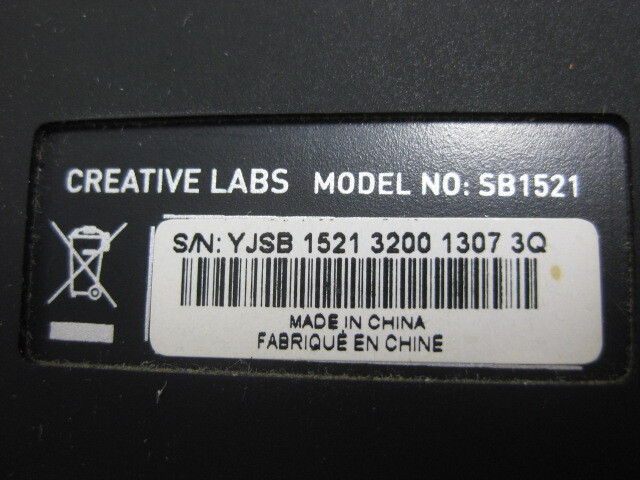 CREATIVE LABS MODEL NO: SB1521
S/N: YJSB 1521 3200 1307 3Q
MADE IN CHINA
FABRIQUÉ EN CHINE